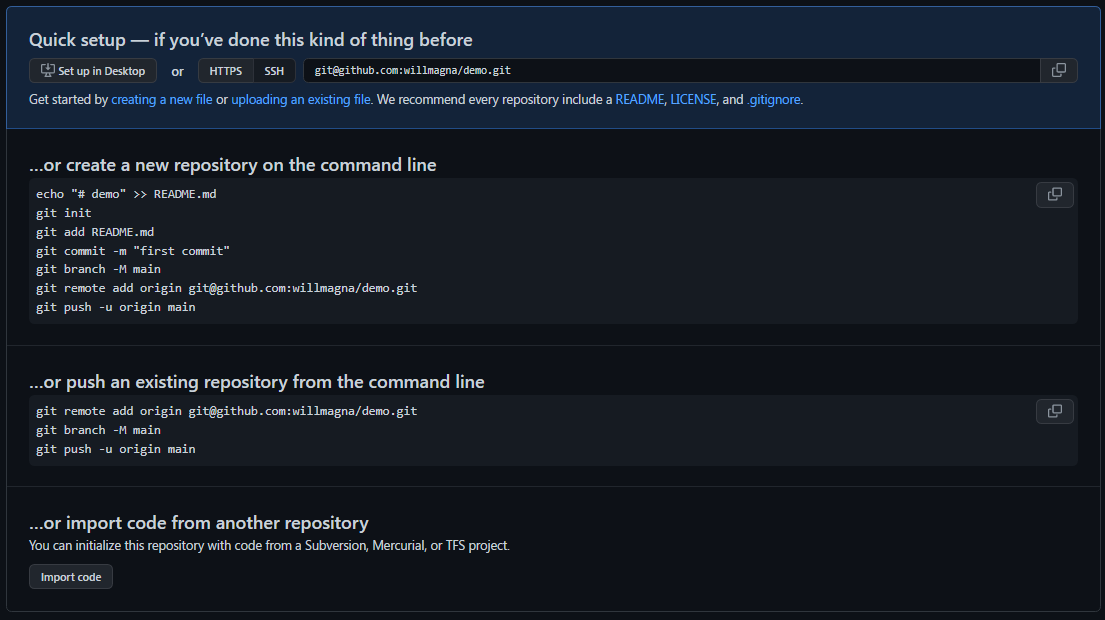 Quick setup — if you’ve done this kind of thing before
Set up in Desktop or HTTPS SSH git@github.com:willmagna/demo.git
Get started by creating a new file or uploading an existing file. We recommend every repository include a README, LICENSE, and .gitignore.
...or create a new repository on the command line
echo "# demo" >> README.md
git init
git add README.md
git commit -m "first commit"
git branch -M main
git remote add origin git@github.com:willmagna/demo.git
git push -u origin main
...or push an existing repository from the command line
git remote add origin git@github.com:willmagna/demo.git
git branch -M main
git push -u origin main
...or import code from another repository
You can initialize this repository with code from a Subversion, Mercurial, or TFS project.
Import code